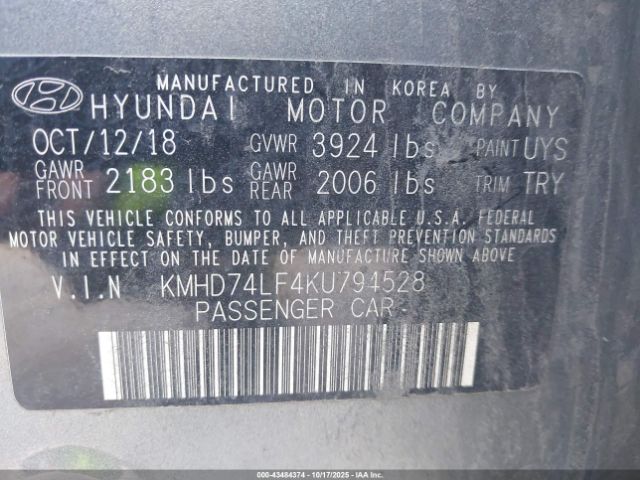 MANUFACTURED IN KOREA BY
HYUNDAI MOTOR COMPANY
OCT/12/18 GVWR 3924 lbs PAINT UYS
GAWR FRONT 2183 lbs GAWR REAR 2006 lbs TRIM TRY
THIS VEHICLE CONFORMS TO ALL APPLICABLE U.S.A. FEDERAL
MOTOR VEHICLE SAFETY, BUMPER, AND THEFT PREVENTION STANDARDS
IN EFFECT ON THE DATE OF MANUFACTURE SHOWN ABOVE
V.I.N KMHD74LF4KU794528
PASSENGER CAR
000-43484374 | 10/17/2025 | IAAI.COM